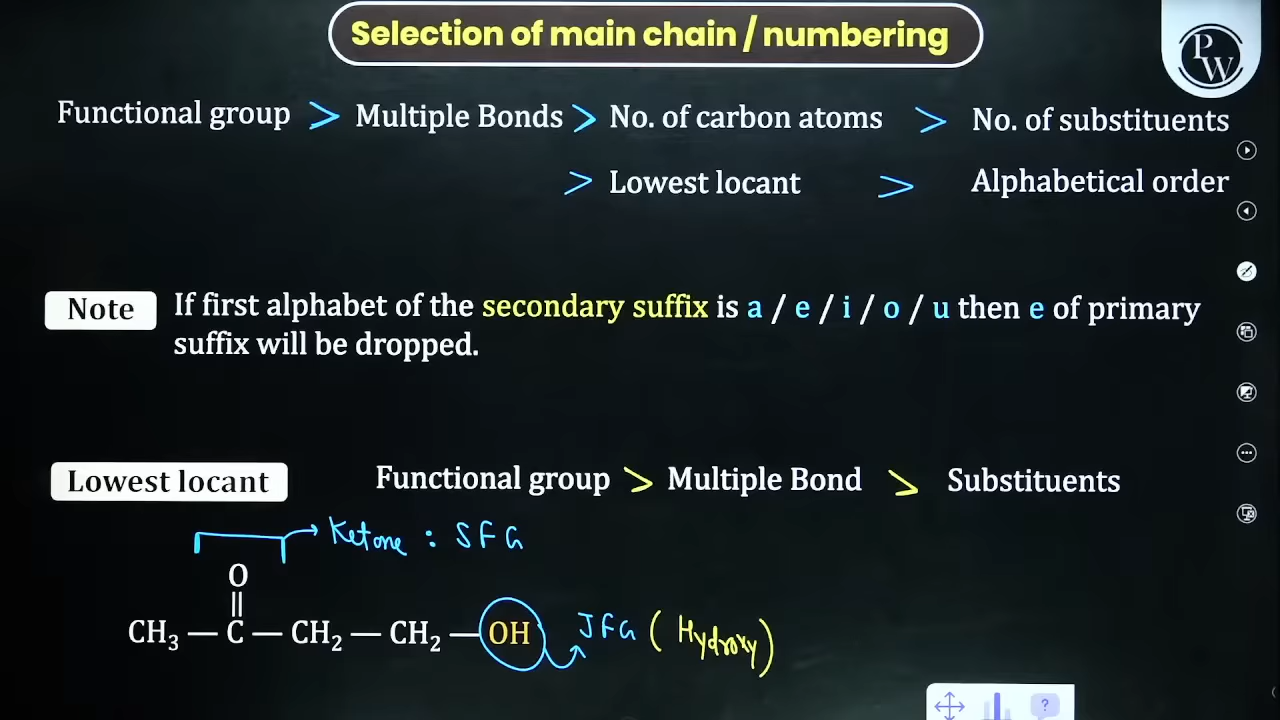 Selection of main chain / numbering
PW
Functional group > Multiple Bonds > No. of carbon atoms > No. of substituents
> Lowest locant > Alphabetical order
Note If first alphabet of the secondary suffix is a / e / i / o / u then e of primary
suffix will be dropped.
Lowest locant Functional group > Multiple Bond > Substituents
Ketone : SFG
O
||
CH₃ — C — CH₂ — CH₂ — OH JFG ( Hydroxy )
?